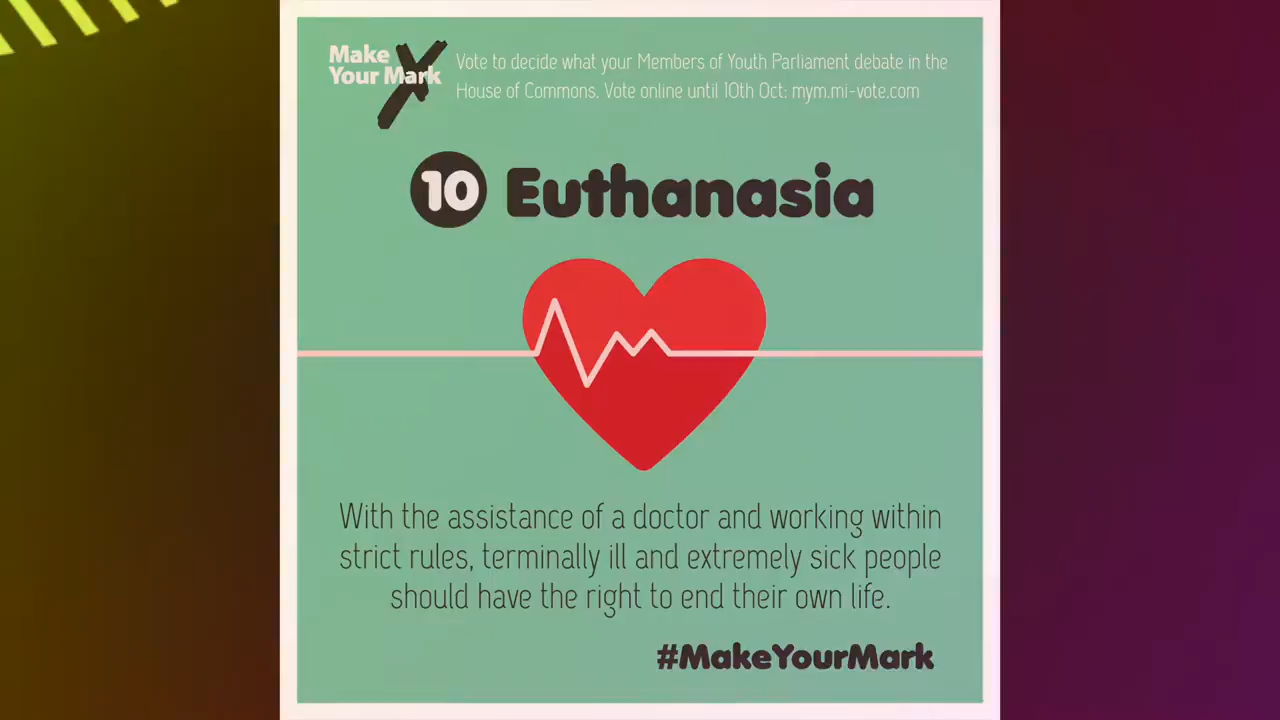 Make
Your Mark
Vote to decide what your Members of Youth Parliament debate in the
House of Commons. Vote online until 10th Oct: mym.mi-vote.com
10 Euthanasia
With the assistance of a doctor and working within
strict rules, terminally ill and extremely sick people
should have the right to end their own life.
#MakeYourMark